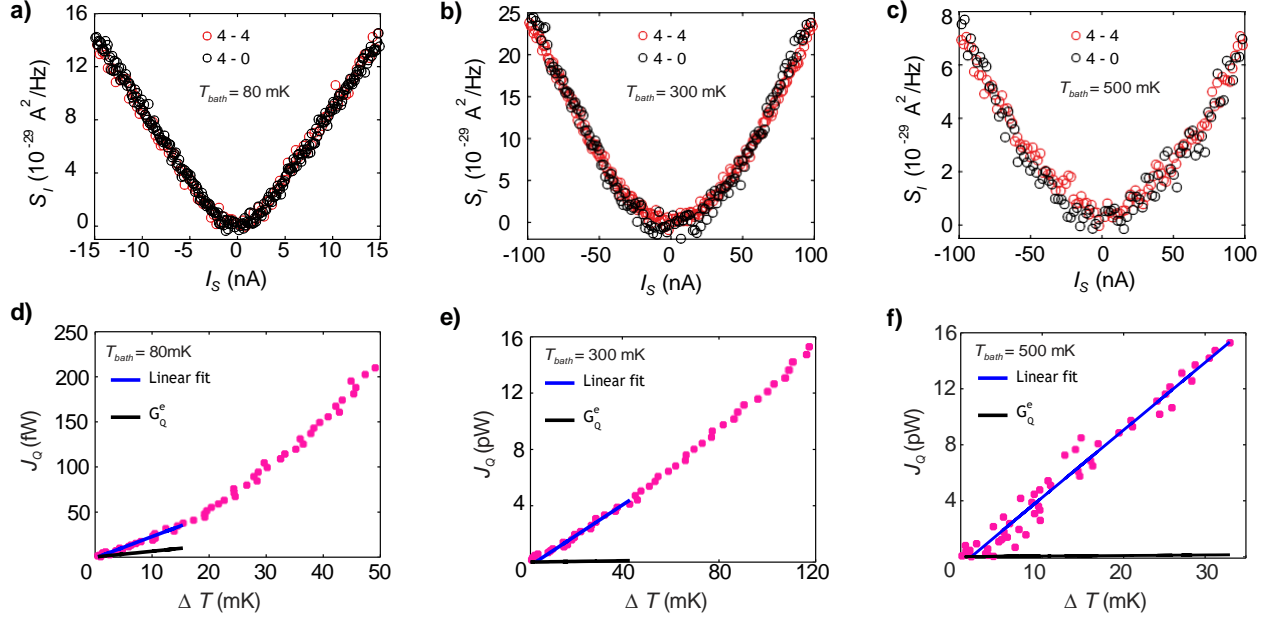 a)
S_I (10^-29 A^2/Hz)
16
12
8
4
0
4 - 4
4 - 0
T_bath = 80 mK
-15 -10 -5 0 5 10 15
I_S (nA)
b)
S_I (10^-29 A^2/Hz)
25
20
15
10
5
0
4 - 4
4 - 0
T_bath = 300 mK
-100 -50 0 50 100
I_S (nA)
c)
S_I (10^-29 A^2/Hz)
8
6
4
2
0
4 - 4
4 - 0
T_bath = 500 mK
-100 -50 0 50 100
I_S (nA)
d)
J_Q (fW)
250
200
150
100
50
T_bath = 80mK
Linear fit
G_Q^e
0 10 20 30 40 50
Δ T (mK)
e)
J_Q (pW)
16
12
8
4
0
T_bath = 300 mK
Linear fit
G_Q^e
40 80 120
Δ T (mK)
f)
J_Q (pW)
16
12
8
4
0
T_bath = 500 mK
Linear fit
G_Q^e
10 20 30
Δ T (mK)